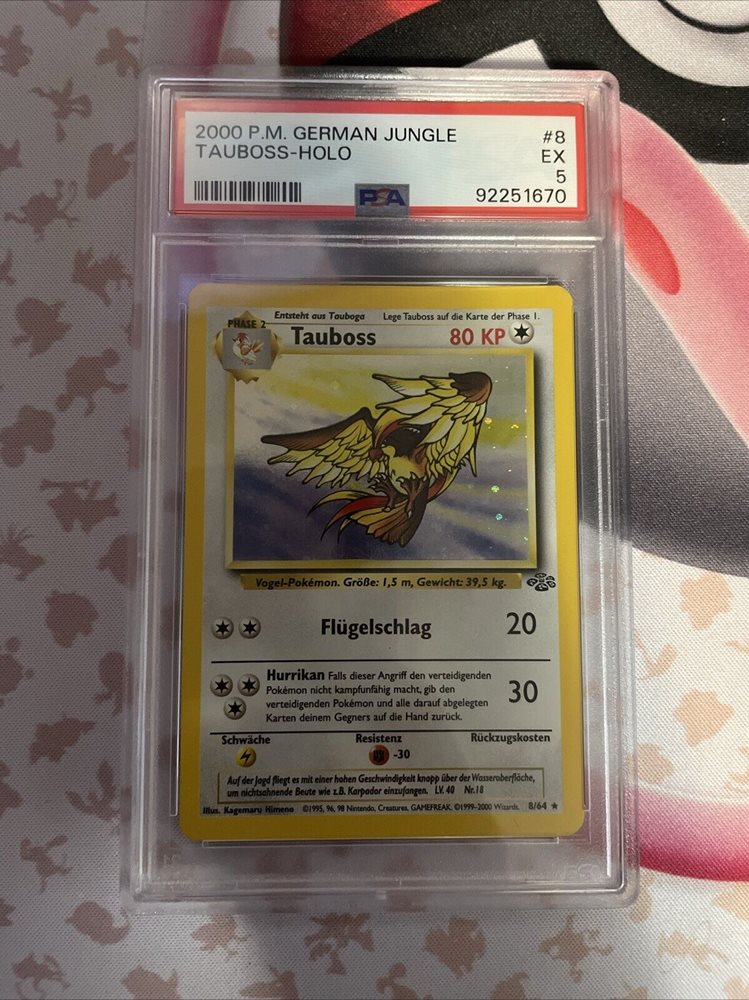 2000 P.M. GERMAN JUNGLE #8
TAUBOSS-HOLO EX
5
PSA 92251670
PHASE 2 Entsteht aus Tauboga Lege Tauboss auf die Karte der Phase 1.
Tauboss 80 KP
Vogel-Pokémon. Größe: 1,5 m, Gewicht: 39,5 kg.
Flügelschlag 20
Hurrikan Falls dieser Angriff den verteidigenden
Pokémon nicht kampfunfähig macht, gib den
verteidigenden Pokémon und alle darauf abgelegten
Karten deinem Gegners auf die Hand zurück.
30
Schwäche Resistenz Rückzugskosten
-30
Auf der Jagd fliegt es mit einer hohen Geschwindigkeit knapp über der Wasseroberfläche,
um nichtsahnende Beute wie z.B. Karpador einzufangen. LV. 40 Nr.18
Illus. Kagemaru Himeno ©1995, 96, 98 Nintendo, Creatures, GAMEFREAK. ©1999-2000 Wizards. 8/64